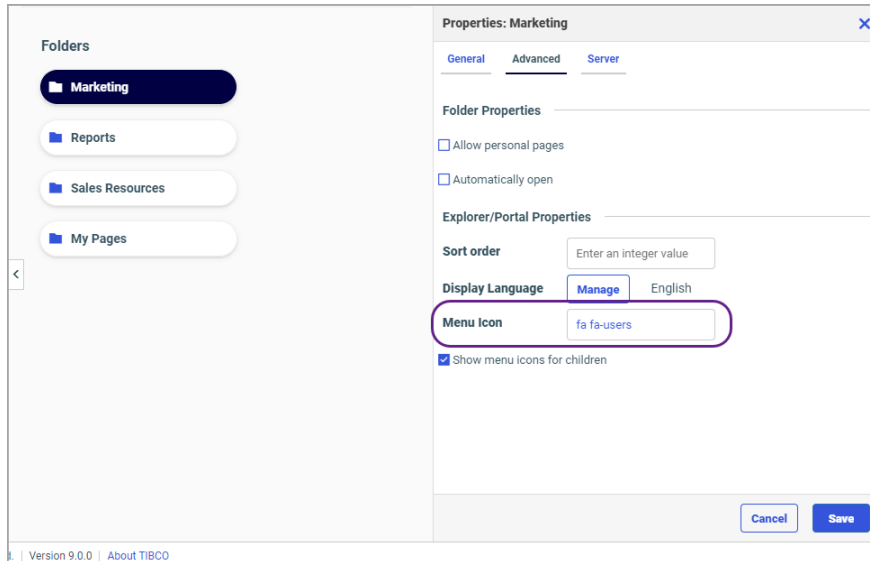 Folders
Marketing
Reports
Sales Resources
My Pages
Properties: Marketing
General Advanced Server
Folder Properties
Allow personal pages
Automatically open
Explorer/Portal Properties
Sort order Enter an integer value
Display Language Manage English
Menu Icon fa fa-users
Show menu icons for children
Cancel Save
d. | Version 9.0.0 | About TIBCO